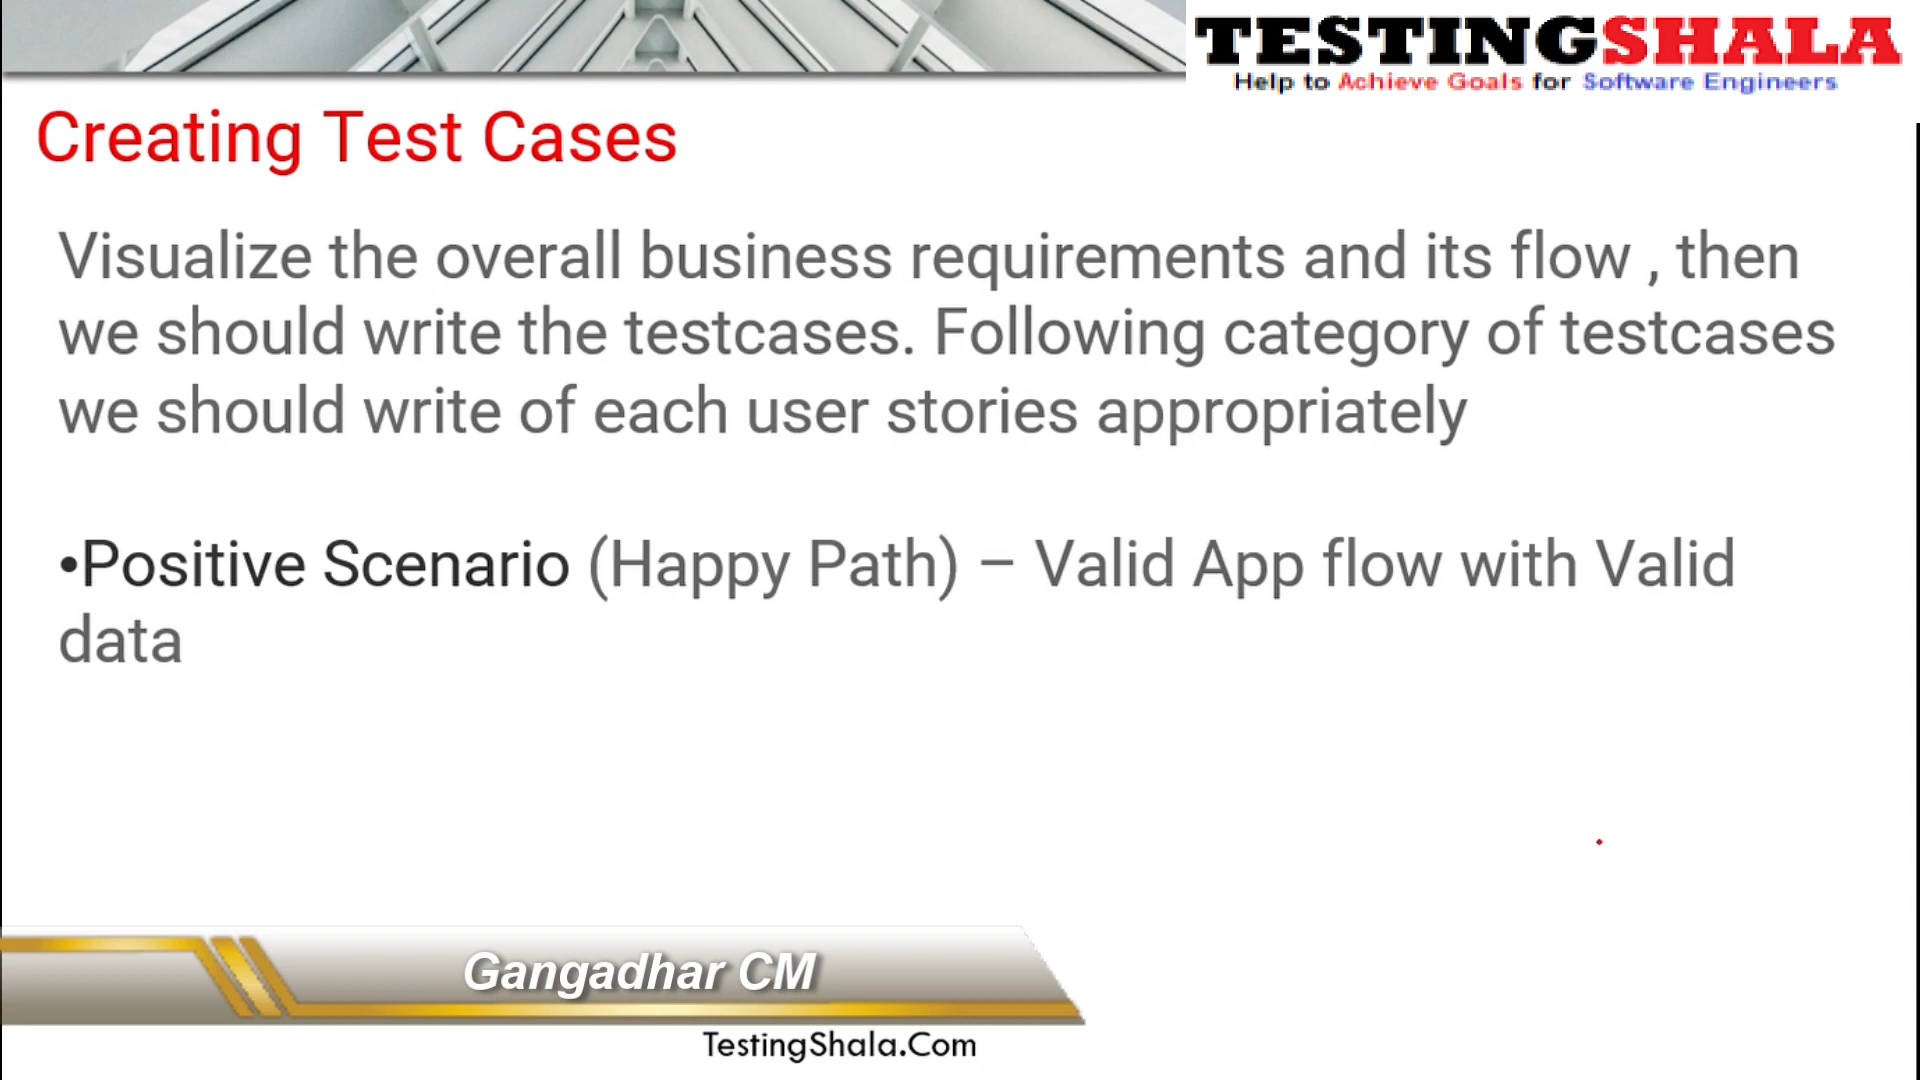 TESTINGSHALA
Help to Achieve Goals for Software Engineers
Creating Test Cases
Visualize the overall business requirements and its flow , then
we should write the testcases. Following category of testcases
we should write of each user stories appropriately
•Positive Scenario (Happy Path) – Valid App flow with Valid
data
Gangadhar CM
TestingShala.Com